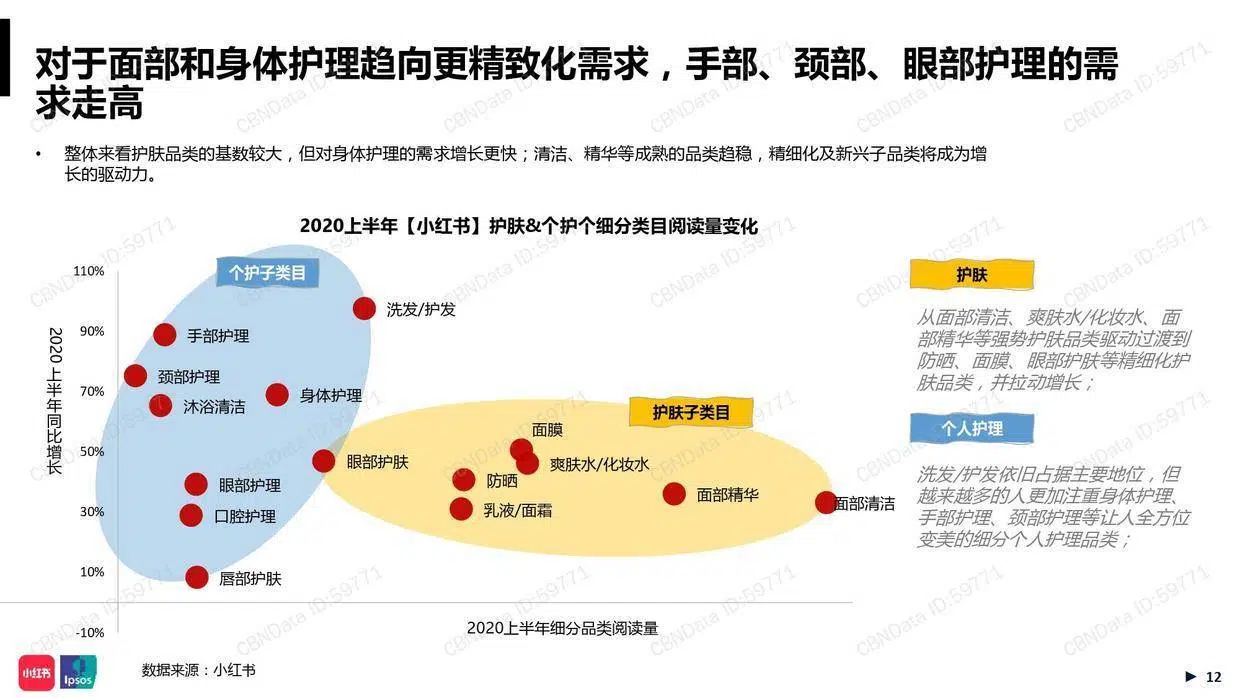 对于面部和身体护理趋向更精致化需求，手部、颈部、眼部护理的需
求走高
• 整体来看护肤品类的基数较大，但对身体护理的需求增长更快；清洁、精华等成熟的品类趋稳，精细化及新兴子品类将成为增
长的驱动力。
2020上半年【小红书】护肤&个护个细分类目阅读量变化
110%
90%
70%
50%
30%
10%
-10%
2020上半年同比增长
个护子类目
洗发/护发
手部护理
颈部护理
身体护理
沐浴清洁
护肤子类目
面膜
眼部护肤
爽肤水/化妆水
防晒
眼部护理
面部精华
面部清洁
乳液/面霜
口腔护理
唇部护肤
2020上半年细分品类阅读量
护肤
从面部清洁、爽肤水/化妆水、面
部精华等强势护肤品类驱动过渡到
防晒、面膜、眼部护肤等精细化护
肤品类，并拉动增长；
个人护理
洗发/护发依旧占据主要地位，但
越来越多的人更加注重身体护理、
手部护理、颈部护理等让人全方位
变美的细分个人护理品类；
小红书
Ipsos
数据来源：小红书
12
CBNData ID:59771